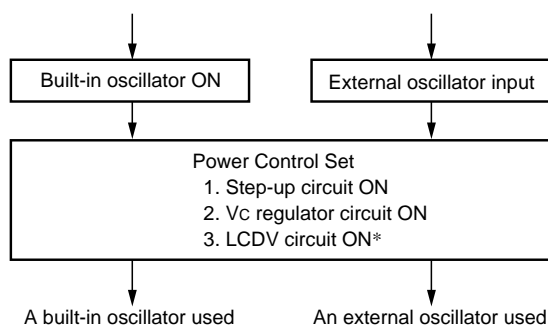 Built-in oscillator ON
External oscillator input
Power Control Set
1. Step-up circuit ON
2. VC regulator circuit ON
3. LCDV circuit ON*
A built-in oscillator used
An external oscillator used